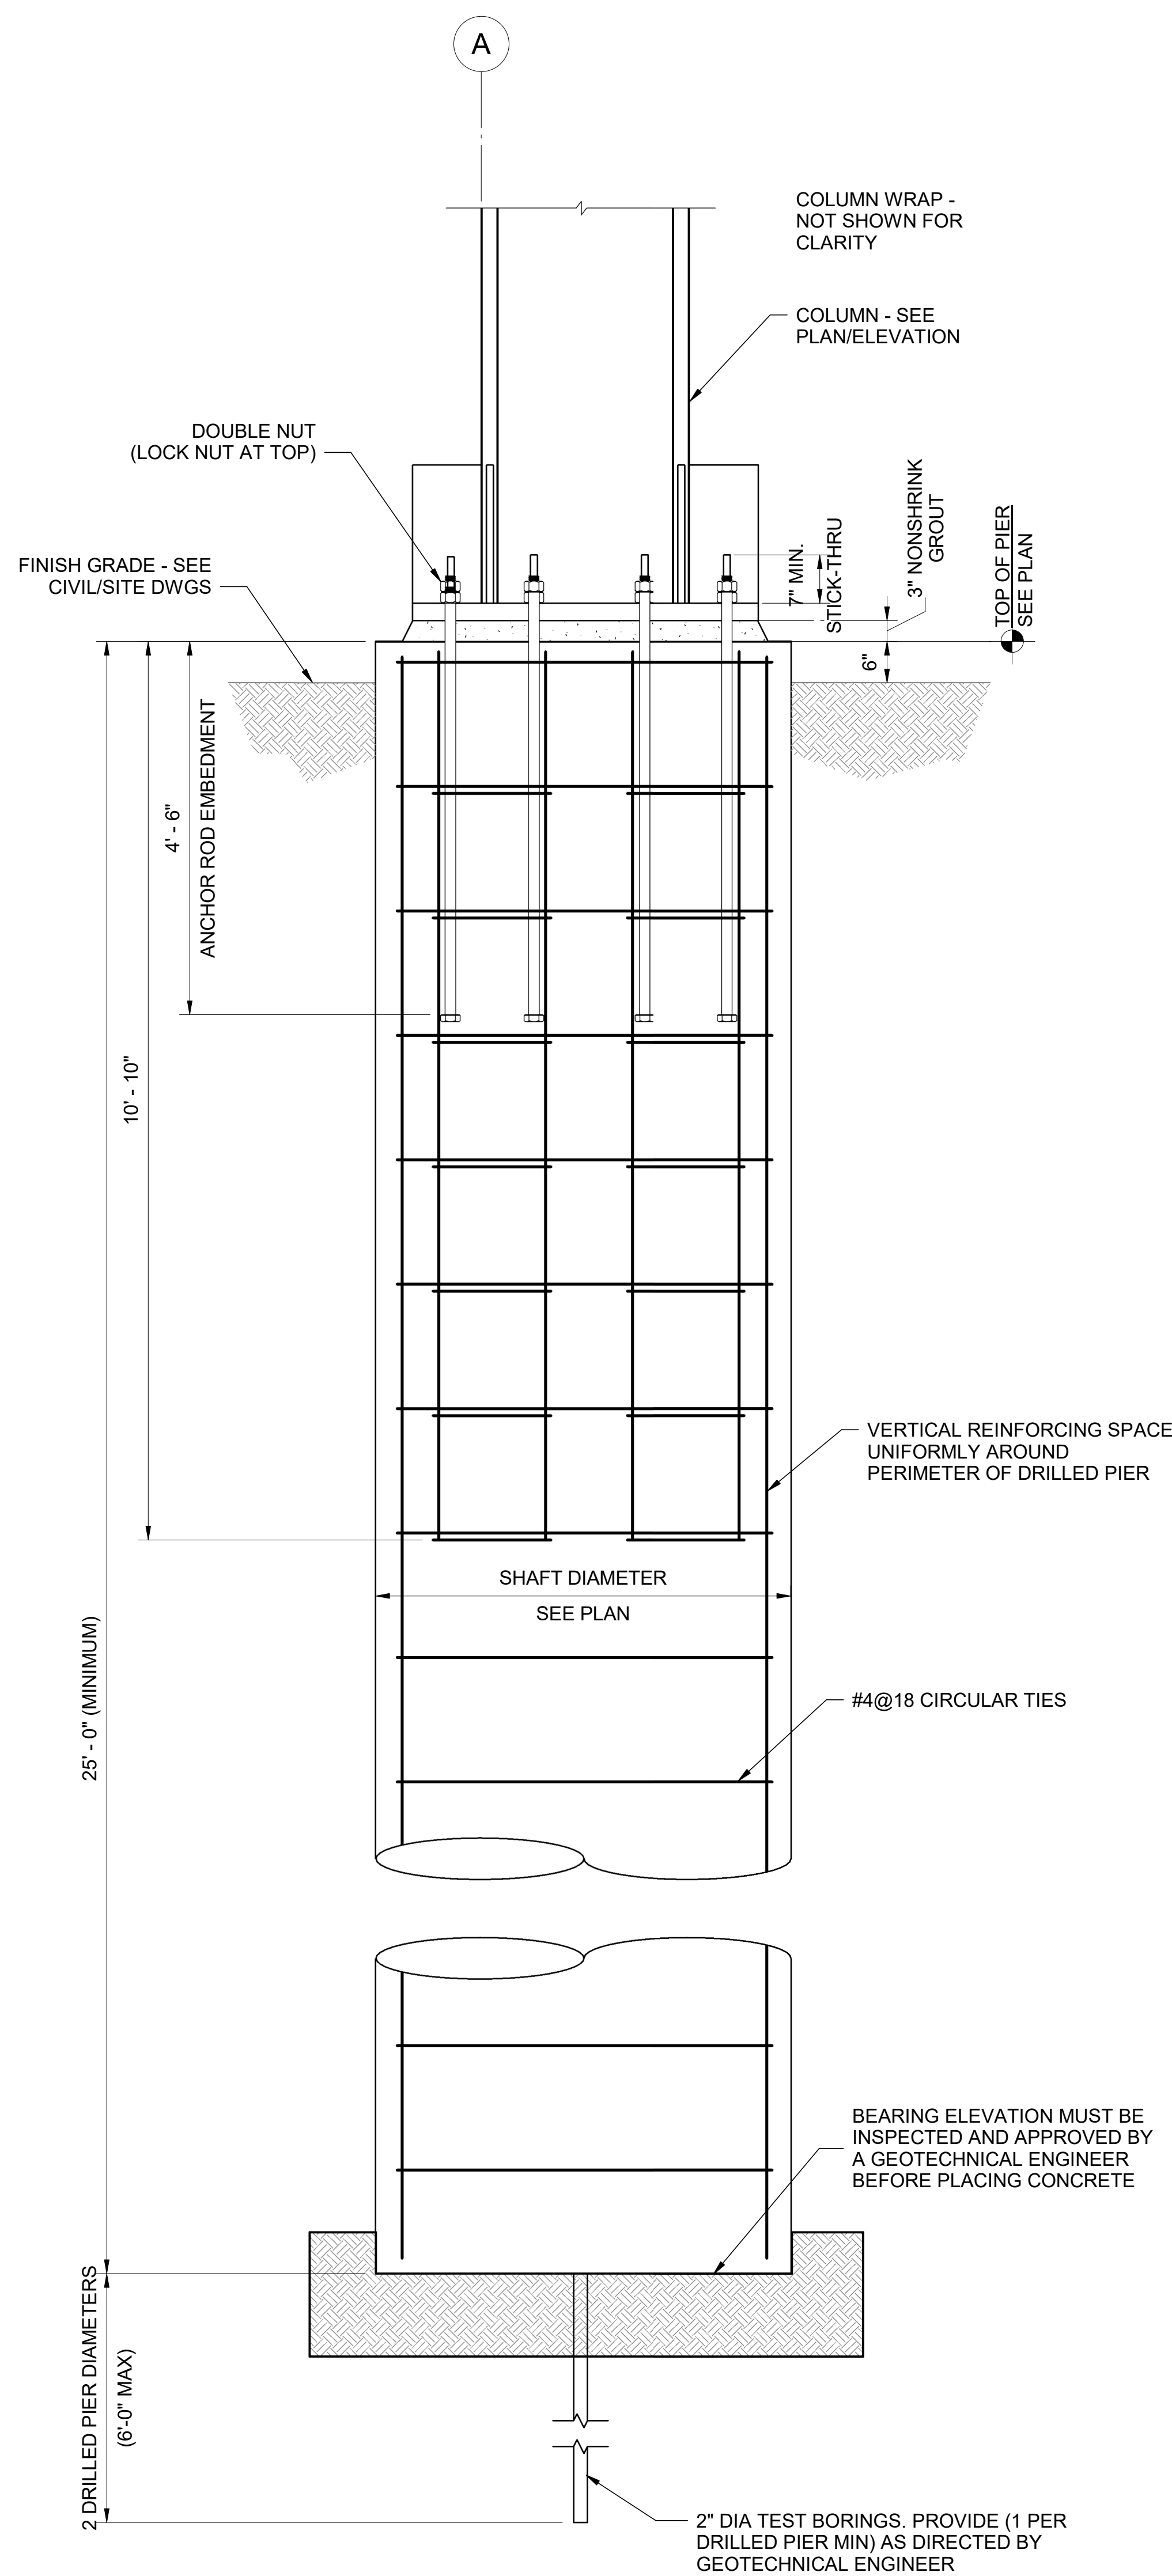 A
COLUMN WRAP -
NOT SHOWN FOR
CLARITY
COLUMN - SEE
PLAN/ELEVATION
DOUBLE NUT
(LOCK NUT AT TOP)
FINISH GRADE - SEE
CIVIL/SITE DWGS
7" MIN.
STICK-THRU
3" NONSHRINK
GROUT
TOP OF PIER
SEE PLAN
6"
4' - 6"
ANCHOR ROD EMBEDMENT
10' - 10"
VERTICAL REINFORCING SPACE
UNIFORMLY AROUND
PERIMETER OF DRILLED PIER
SHAFT DIAMETER
SEE PLAN
25' - 0" (MINIMUM)
#4@18 CIRCULAR TIES
BEARING ELEVATION MUST BE
INSPECTED AND APPROVED BY
A GEOTECHNICAL ENGINEER
BEFORE PLACING CONCRETE
2 DRILLED PIER DIAMETERS
(6'-0" MAX)
2" DIA TEST BORINGS. PROVIDE (1 PER
DRILLED PIER MIN) AS DIRECTED BY
GEOTECHNICAL ENGINEER